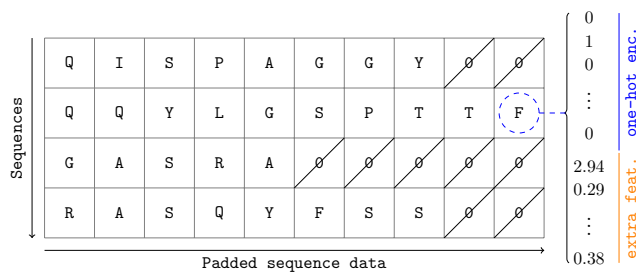 Q I S P A G G Y 0 0
Q Q Y L G S P T T F
G A S R A 0 0 0 0 0
R A S Q Y F S S 0 0
Sequences
Padded sequence data
0
1
0
⋮
0
2.94
0.29
⋮
0.38
one-hot enc.
extra feat.